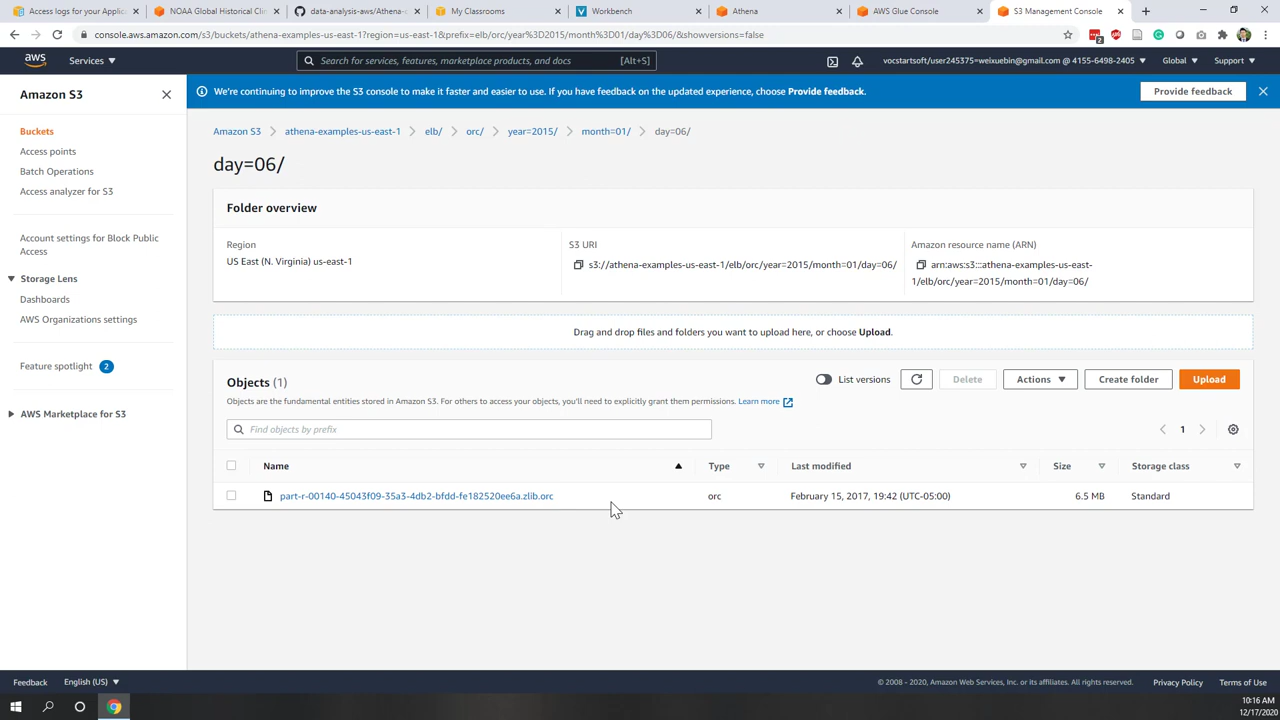 Access logs for your Applic
NOAA Global Historical Cli
data-analysis-aws/Athena-
My Classrooms
Workbench
Athena
AWS Glue Console
S3 Management Console
console.aws.amazon.com/s3/buckets/athena-examples-us-east-1?region=us-east-1&prefix=elb/orc/year%3D2015/month%3D01/day%3D06/&showversions=false
2
aws
Services
Search for services, features, marketplace products, and docs
[Alt+S]
vocstartsoft/user245375=weixuebin@gmail.com @ 4155-6498-2405
Global
Support
Amazon S3
We're continuing to improve the S3 console to make it faster and easier to use. If you have feedback on the updated experience, choose Provide feedback.
Provide feedback
Buckets
Access points
Batch Operations
Access analyzer for S3
Account settings for Block Public
Access
Storage Lens
Dashboards
AWS Organizations settings
Feature spotlight
2
AWS Marketplace for S3
Amazon S3
athena-examples-us-east-1
elb/
orc/
year=2015/
month=01/
day=06/
day=06/
Folder overview
Region
US East (N. Virginia) us-east-1
S3 URI
s3://athena-examples-us-east-1/elb/orc/year=2015/month=01/day=06/
Amazon resource name (ARN)
arn:aws:s3:::athena-examples-us-east-
1/elb/orc/year=2015/month=01/day=06/
Drag and drop files and folders you want to upload here, or choose Upload.
Objects (1)
List versions
Delete
Actions
Create folder
Upload
Objects are the fundamental entities stored in Amazon S3. For others to access your objects, you'll need to explicitly grant them permissions. Learn more
Find objects by prefix
1
Name
Type
Last modified
Size
Storage class
part-r-00140-45043f09-35a3-4db2-bfdd-fe182520ee6a.zlib.orc
orc
February 15, 2017, 19:42 (UTC-05:00)
6.5 MB
Standard
Feedback
English (US)
© 2008 - 2020, Amazon Web Services, Inc. or its affiliates. All rights reserved.
Privacy Policy
Terms of Use
10:16 AM
12/17/2020